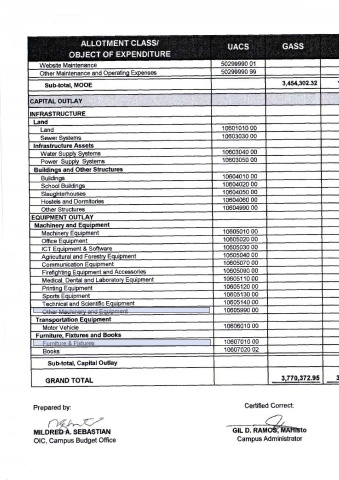 ALLOTMENT CLASS/ OBJECT OF EXPENDITURE UACS GASS
Website Maintenance 50299990 01
Other Maintenance and Operating Expenses 50299990 99
Sub-total, MOOE 3,454,302.32
CAPITAL OUTLAY
INFRASTRUCTURE
Land
Land 10601010 00
Sewer Systems 10603030 00
Infrastructure Assets
Water Supply Systems 10603040 00
Power Supply Systems 10603050 00
Buildings and Other Structures
Buildings 10604010 00
School Buildings 10604020 00
Slaughterhouses 10604050 00
Hostels and Dormitories 10604060 00
Other Structures 10604990 00
EQUIPMENT OUTLAY
Machinery and Equipment
Machinery Equipment 10605010 00
Office Equipment 10605020 00
ICT Equipment & Software 10605030 00
Agricultural and Forestry Equipment 10605040 00
Communication Equipment 10605070 00
Firefighting Equipment and Accessories 10605090 00
Medical, Dental and Laboratory Equipment 10605110 00
Printing Equipment 10605120 00
Sports Equipment 10605130 00
Technical and Scientific Equipment 10605140 00
Other Machinery and Equipment 10605990 00
Transportation Equipment
Motor Vehicle 10606010 00
Furniture, Fixtures and Books
Furniture & Fixtures 10607010 00
Books 10607020 02
Sub-total, Capital Outlay
GRAND TOTAL 3,770,372.95 3
Prepared by: Certified Correct:
MILDRED A. SEBASTIAN GIL D. RAMOS, MAHisto
OIC, Campus Budget Office Campus Administrator